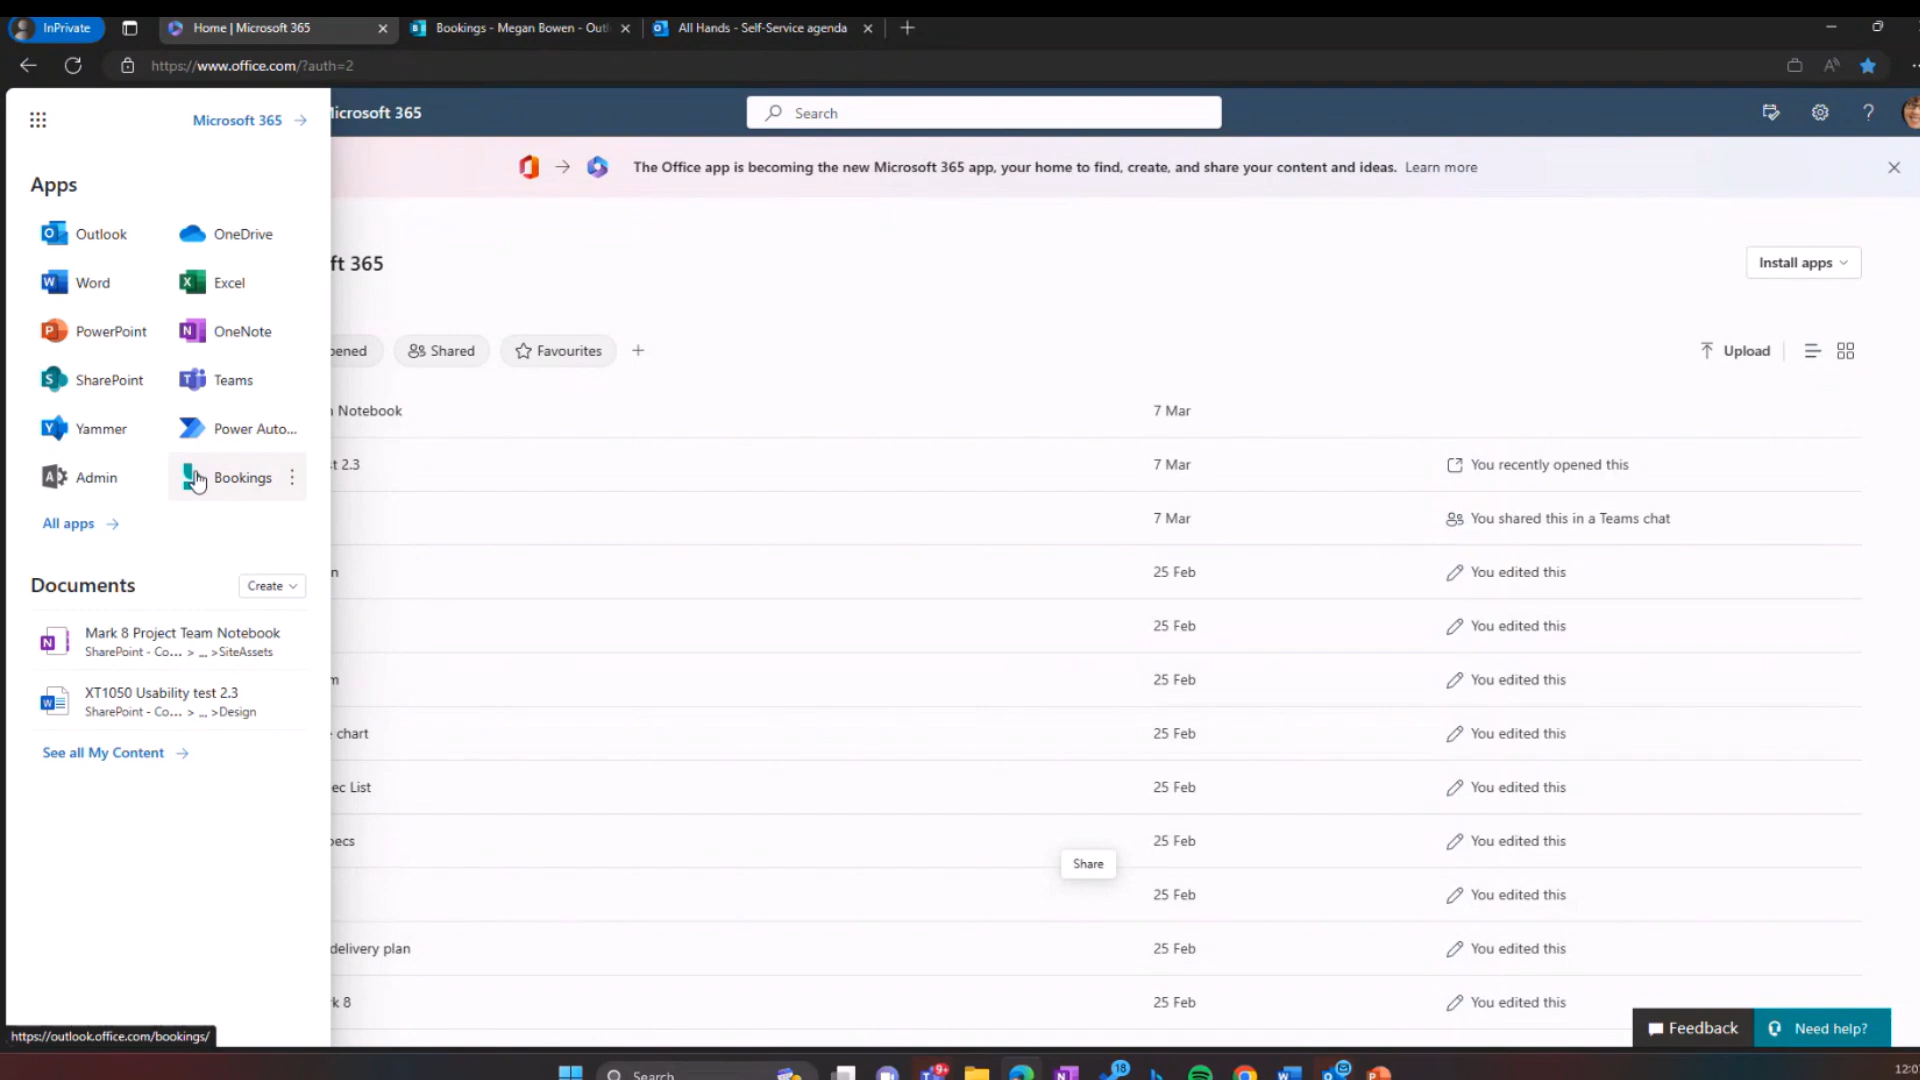 InPrivate
Home | Microsoft 365
Bookings - Megan Bowen - Outl
All Hands - Self-Service agenda
https://www.office.com/?auth=2
Microsoft 365
Microsoft 365
Search
The Office app is becoming the new Microsoft 365 app, your home to find, create, and share your content and ideas. Learn more
Apps
Outlook
OneDrive
Word
Excel
PowerPoint
OneNote
SharePoint
Teams
Yammer
Power Auto...
Admin
Bookings
All apps
Documents
Create
Mark 8 Project Team Notebook
SharePoint - Co... > ... >SiteAssets
XT1050 Usability test 2.3
SharePoint - Co... > ... >Design
See all My Content
ft 365
Install apps
pened
Shared
Favourites
Upload
Notebook
7 Mar
t 2.3
7 Mar
You recently opened this
7 Mar
You shared this in a Teams chat
n
25 Feb
You edited this
25 Feb
You edited this
m
25 Feb
You edited this
chart
25 Feb
You edited this
ec List
25 Feb
You edited this
pecs
25 Feb
You edited this
Share
25 Feb
You edited this
delivery plan
25 Feb
You edited this
k 8
25 Feb
You edited this
Feedback
Need help?
https://outlook.office.com/bookings/
Search
9+
18
12:0